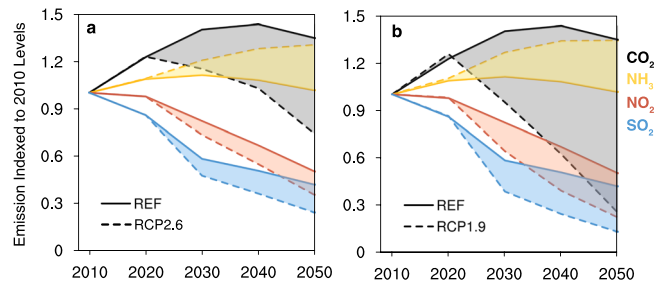 Emission Indexed to 2010 Levels
a
1.5
1.2
0.9
0.6
0.3
0
REF
RCP2.6
2010 2020 2030 2040 2050
b
1.5
1.2
0.9
0.6
0.3
0
REF
RCP1.9
2010 2020 2030 2040 2050
CO₂
NH₃
NO₂
SO₂